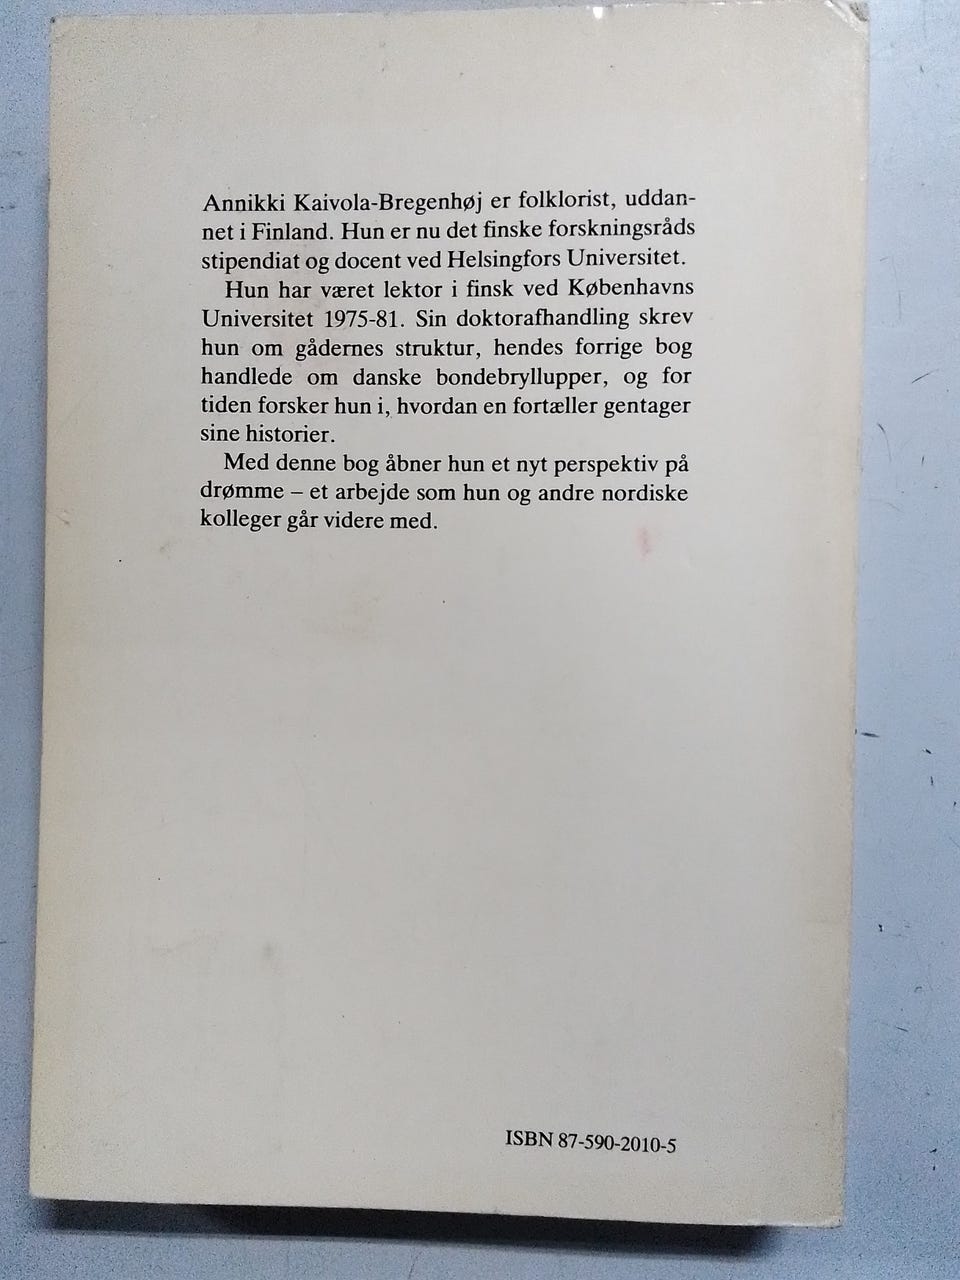 Annikki Kaivola-Bregenhøj er folklorist, uddan-
net i Finland. Hun er nu det finske forskningsråds
stipendiat og docent ved Helsingfors Universitet.
Hun har været lektor i finsk ved Københavns
Universitet 1975-81. Sin doktorafhandling skrev
hun om gådernes struktur, hendes forrige bog
handlede om danske bondebryllupper, og for
tiden forsker hun i, hvordan en fortæller gentager
sine historier.
Med denne bog åbner hun et nyt perspektiv på
drømme – et arbejde som hun og andre nordiske
kolleger går videre med.
ISBN 87-590-2010-5